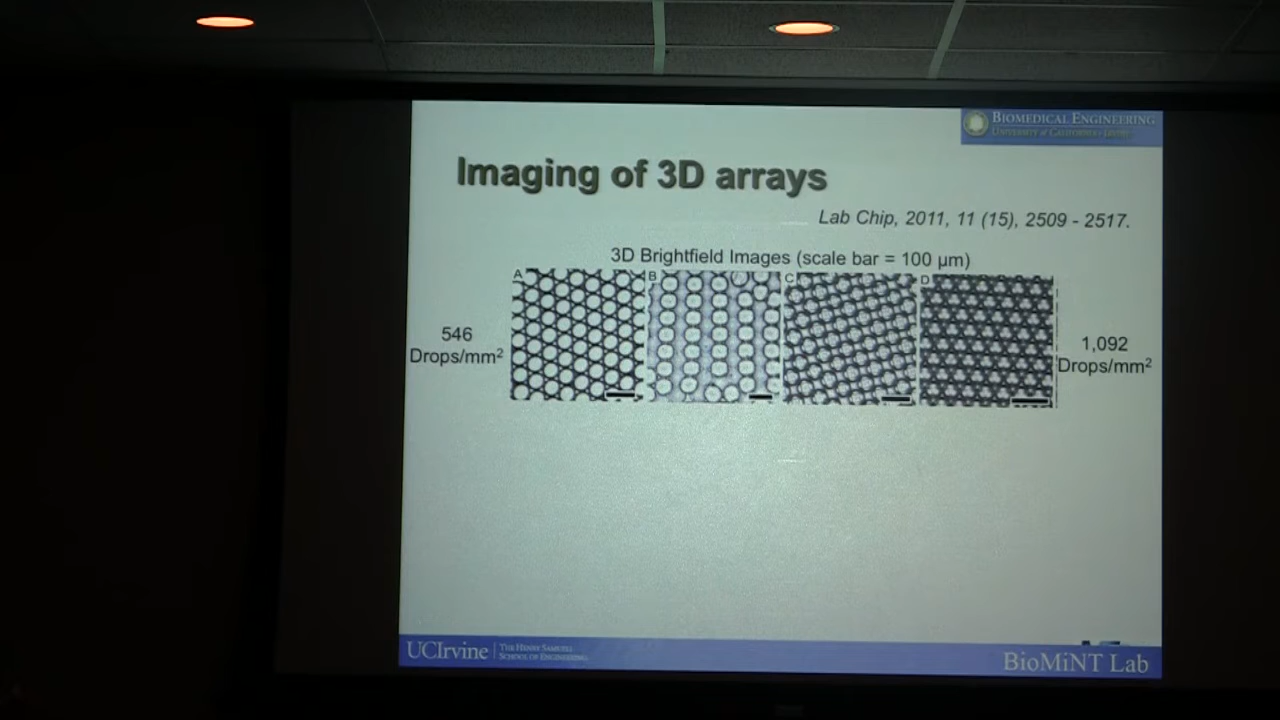 BIOMEDICAL ENGINEERING
UNIVERSITY of CALIFORNIA · IRVINE
Imaging of 3D arrays
Lab Chip, 2011, 11 (15), 2509 - 2517.
3D Brightfield Images (scale bar = 100 µm)
A B C D
546
Drops/mm²
1,092
Drops/mm²
UCIrvine
THE HENRY SAMUELI
SCHOOL OF ENGINEERING
BioMiNT Lab